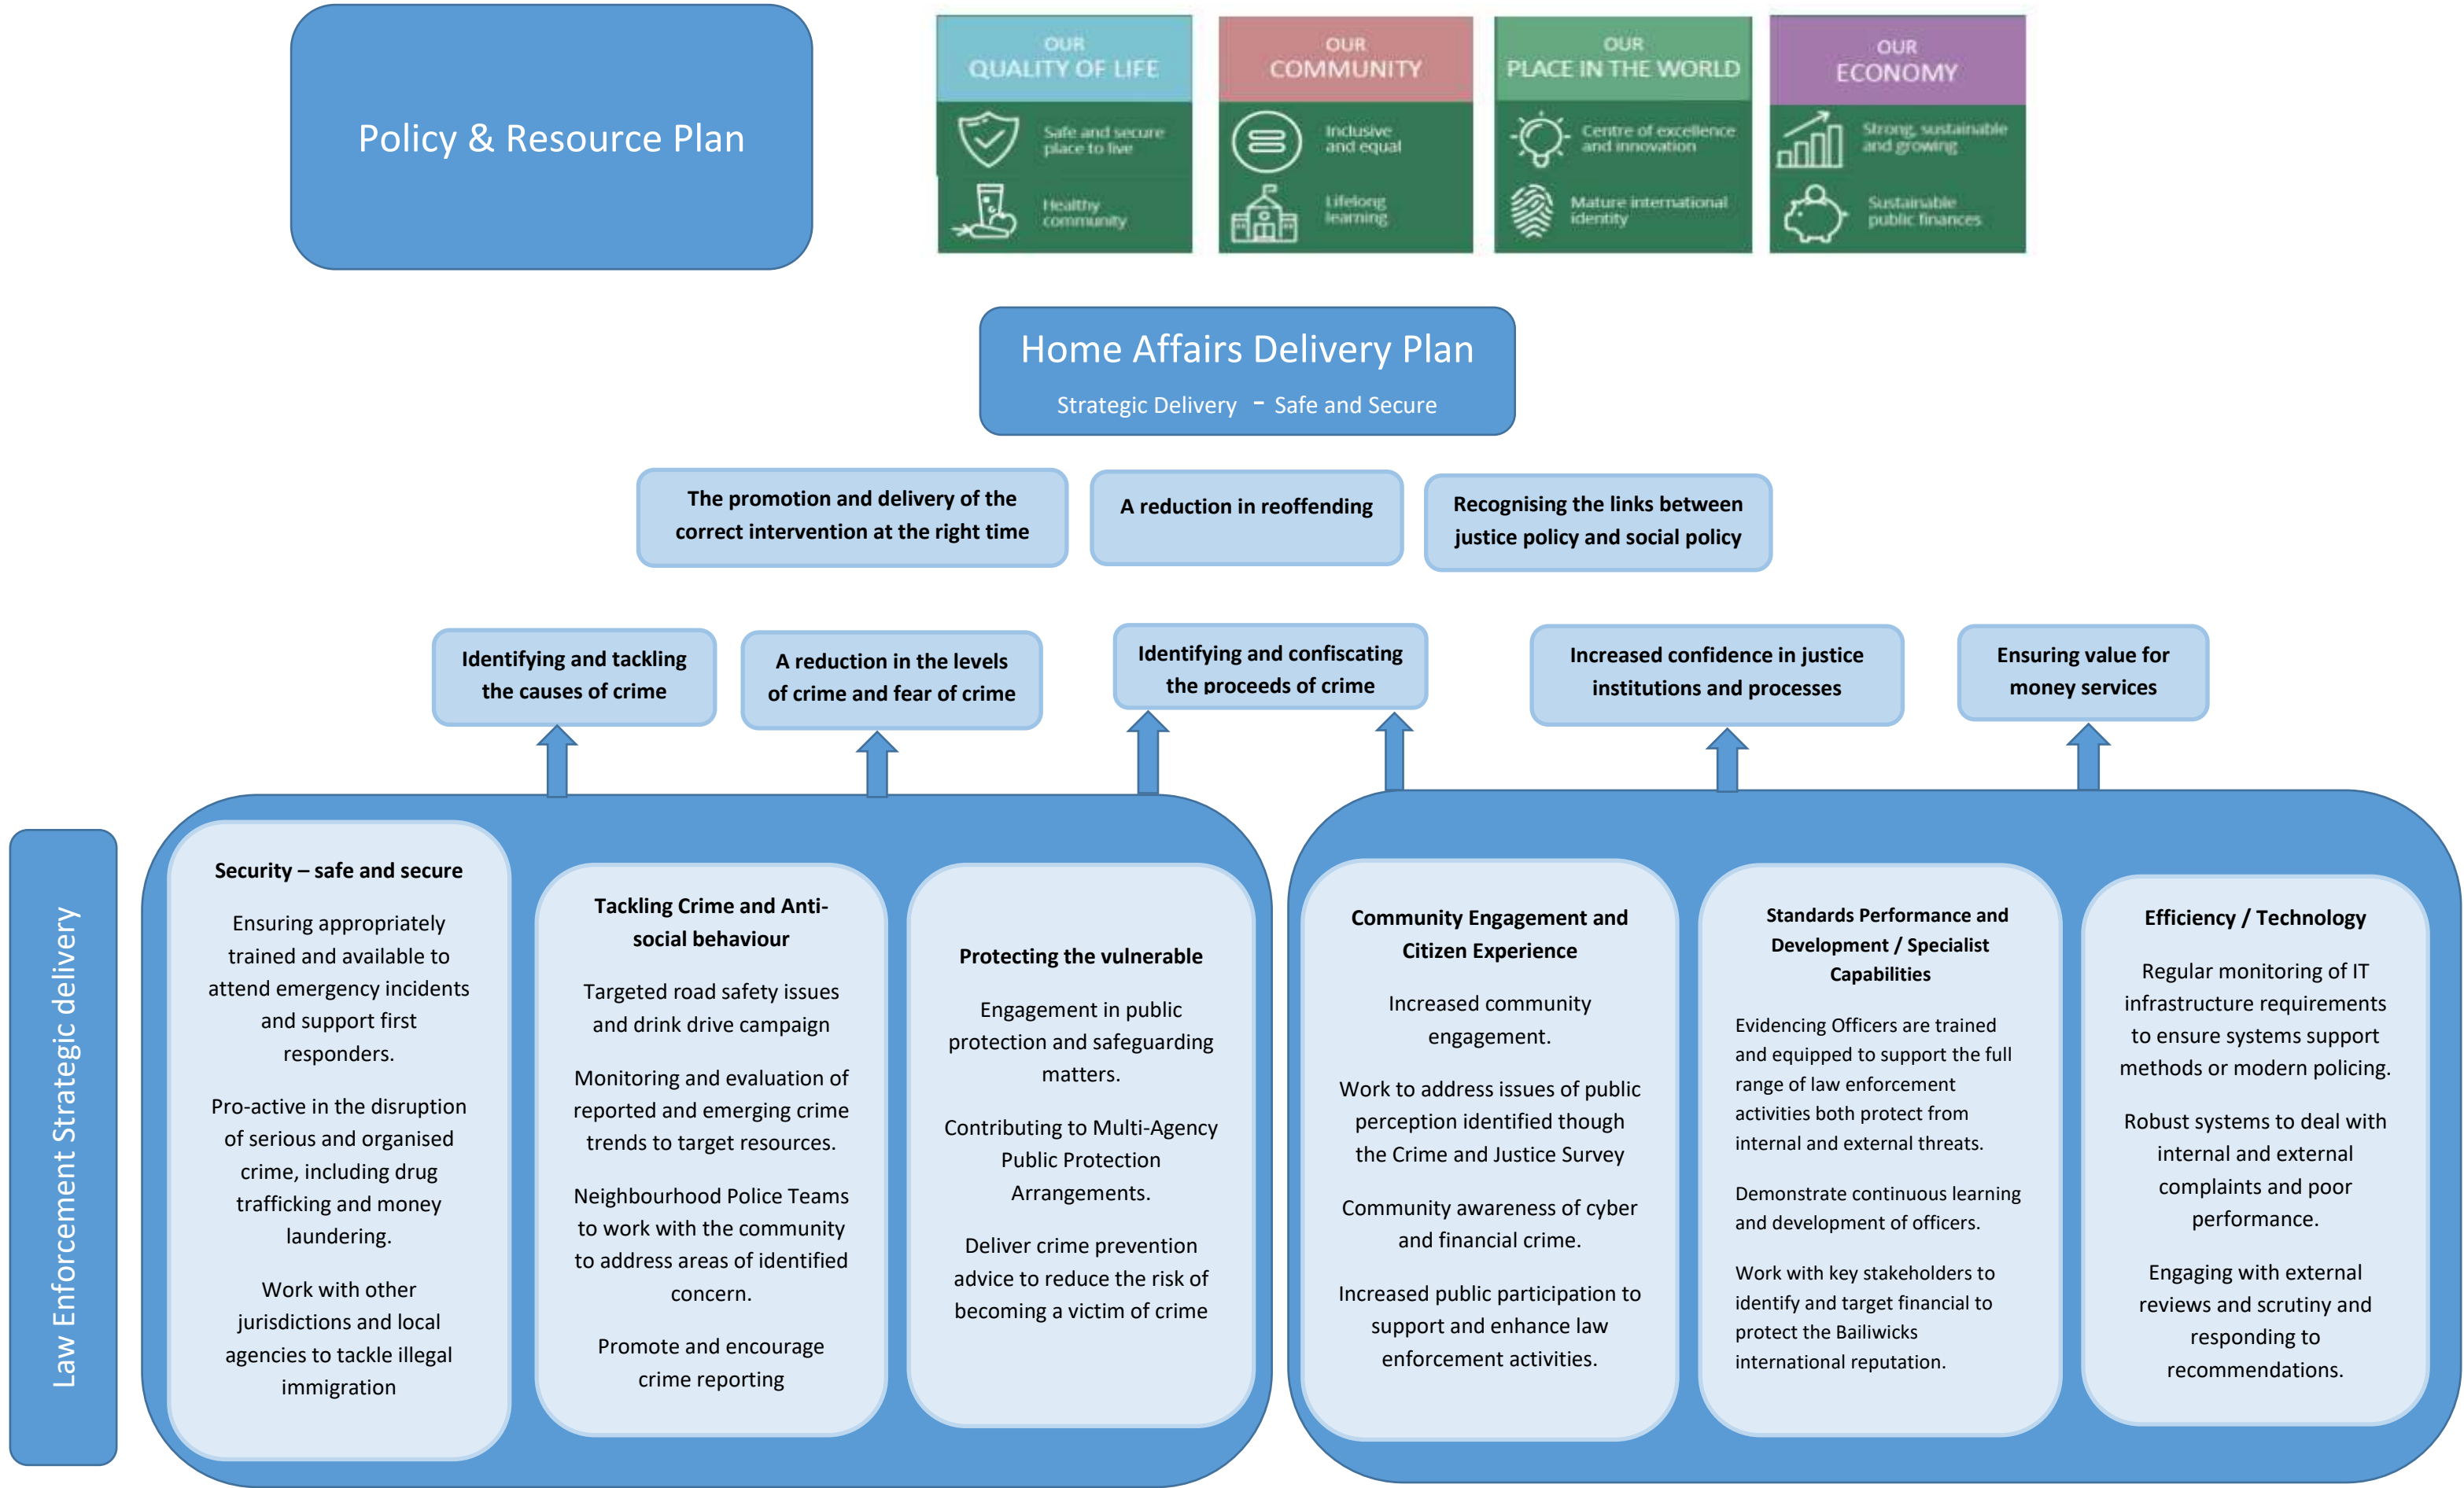 Policy & Resource Plan
OUR
QUALITY OF LIFE
Safe and secure
place to live
Healthy
community
OUR
COMMUNITY
Inclusive
and equal
Lifelong
learning
OUR
PLACE IN THE WORLD
Centre of excellence
and innovation
Mature international
identity
OUR
ECONOMY
Strong, sustainable
and growing
Sustainable
public finances
Home Affairs Delivery Plan
Strategic Delivery - Safe and Secure
The promotion and delivery of the
correct intervention at the right time
A reduction in reoffending
Recognising the links between
justice policy and social policy
Identifying and tackling
the causes of crime
A reduction in the levels
of crime and fear of crime
Identifying and confiscating
the proceeds of crime
Increased confidence in justice
institutions and processes
Ensuring value for
money services
Law Enforcement Strategic delivery
Security – safe and secure
Ensuring appropriately
trained and available to
attend emergency incidents
and support first
responders.
Pro-active in the disruption
of serious and organised
crime, including drug
trafficking and money
laundering.
Work with other
jurisdictions and local
agencies to tackle illegal
immigration
Tackling Crime and Anti-
social behaviour
Targeted road safety issues
and drink drive campaign
Monitoring and evaluation of
reported and emerging crime
trends to target resources.
Neighbourhood Police Teams
to work with the community
to address areas of identified
concern.
Promote and encourage
crime reporting
Protecting the vulnerable
Engagement in public
protection and safeguarding
matters.
Contributing to Multi-Agency
Public Protection
Arrangements.
Deliver crime prevention
advice to reduce the risk of
becoming a victim of crime
Community Engagement and
Citizen Experience
Increased community
engagement.
Work to address issues of public
perception identified though
the Crime and Justice Survey
Community awareness of cyber
and financial crime.
Increased public participation to
support and enhance law
enforcement activities.
Standards Performance and
Development / Specialist
Capabilities
Evidencing Officers are trained
and equipped to support the full
range of law enforcement
activities both protect from
internal and external threats.
Demonstrate continuous learning
and development of officers.
Work with key stakeholders to
identify and target financial to
protect the Bailiwicks
international reputation.
Efficiency / Technology
Regular monitoring of IT
infrastructure requirements
to ensure systems support
methods or modern policing.
Robust systems to deal with
internal and external
complaints and poor
performance.
Engaging with external
reviews and scrutiny and
responding to
recommendations.